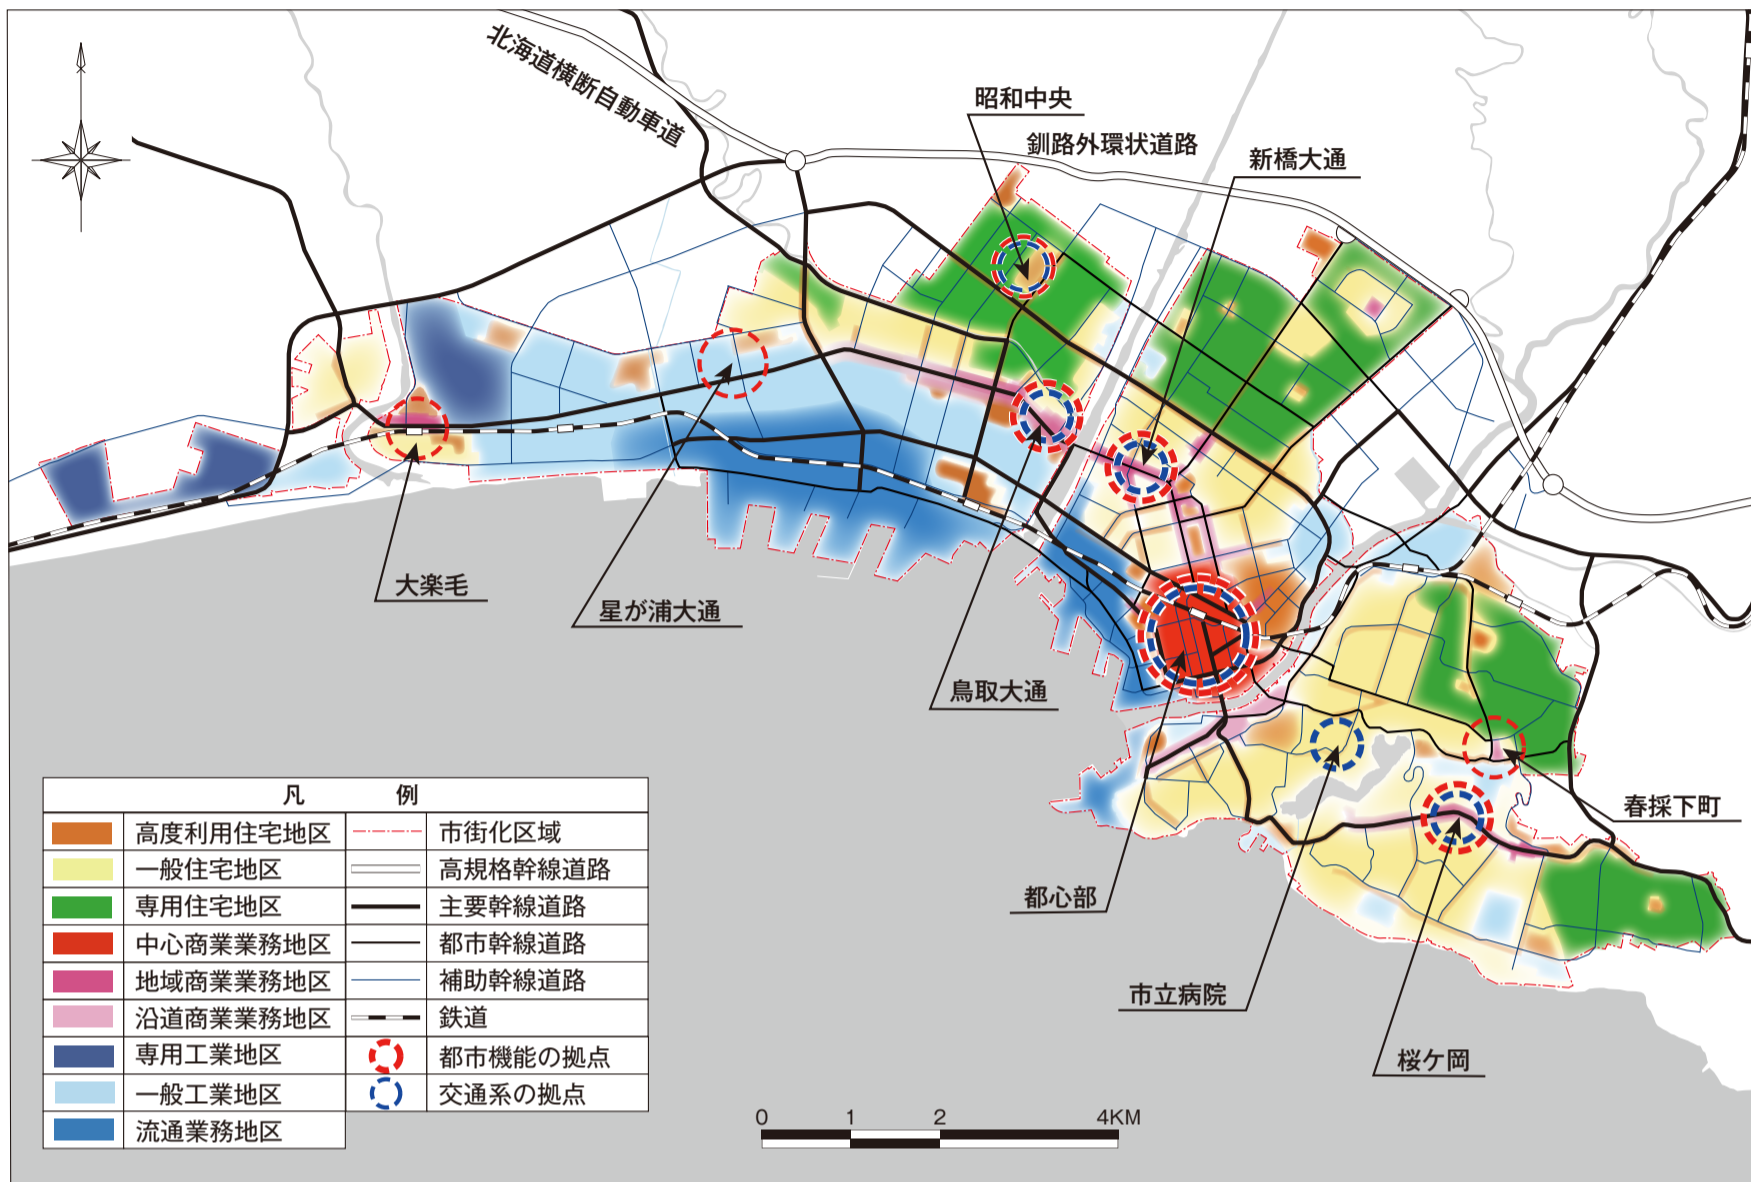 北海道横断自動車道
昭和中央
釧路外環状道路
新橋大通
大楽毛
星が浦大通
鳥取大通
春採下町
都心部
市立病院
桜ケ岡
凡 例
高度利用住宅地区 市街化区域
一般住宅地区 高規格幹線道路
専用住宅地区 主要幹線道路
中心商業業務地区 都市幹線道路
地域商業業務地区 補助幹線道路
沿道商業業務地区 鉄道
専用工業地区 都市機能の拠点
一般工業地区 交通系の拠点
流通業務地区
0 1 2 4KM